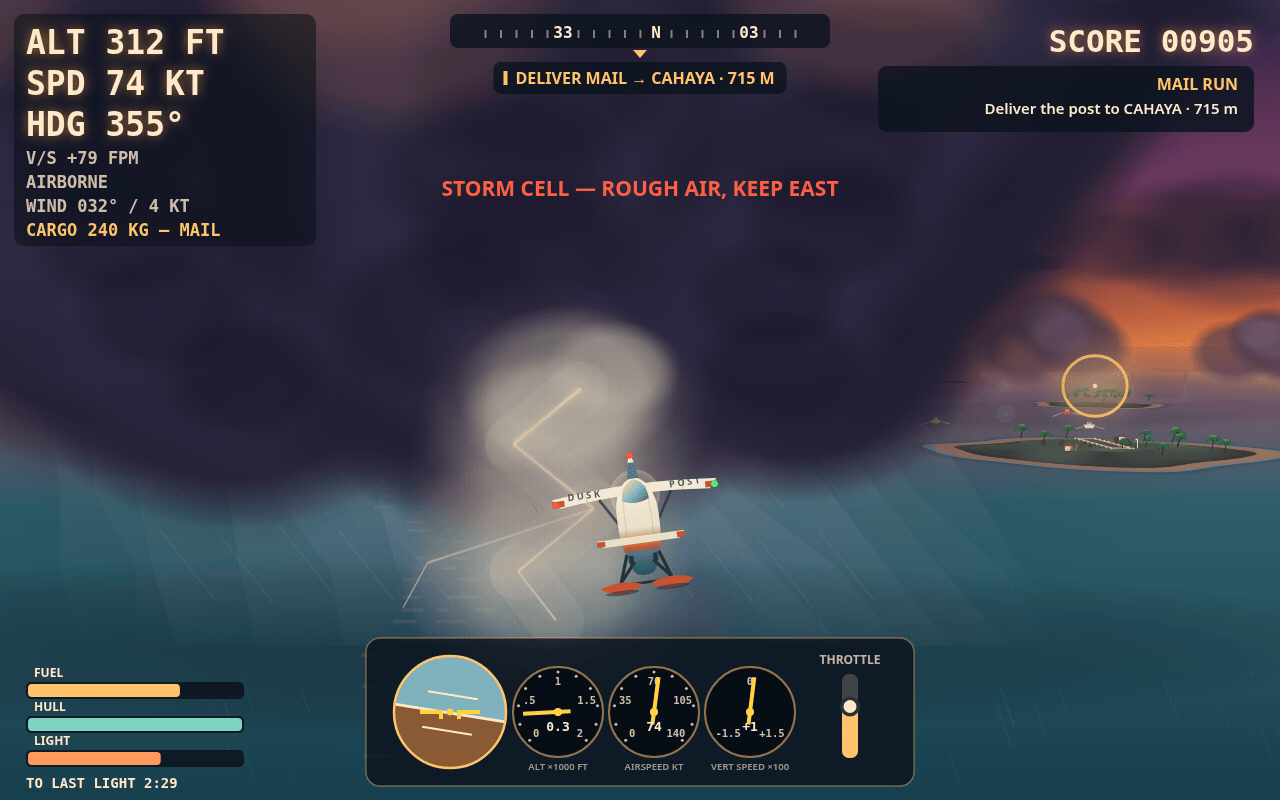 ALT 312 FT
SPD 74 KT
HDG 355°
V/S +79 FPM
AIRBORNE
WIND 032° / 4 KT
CARGO 240 KG — MAIL
33 N 03
DELIVER MAIL → CAHAYA · 715 M
SCORE 00905
MAIL RUN
Deliver the post to CAHAYA · 715 m
STORM CELL — ROUGH AIR, KEEP EAST
DUSK POST
FUEL
HULL
LIGHT
TO LAST LIGHT 2:29
0 .5 1 1.5 2
0.3
ALT ×1000 FT
0 35 70 105 140
74
AIRSPEED KT
-1.5 0 +1.5
+1
VERT SPEED ×100
THROTTLE